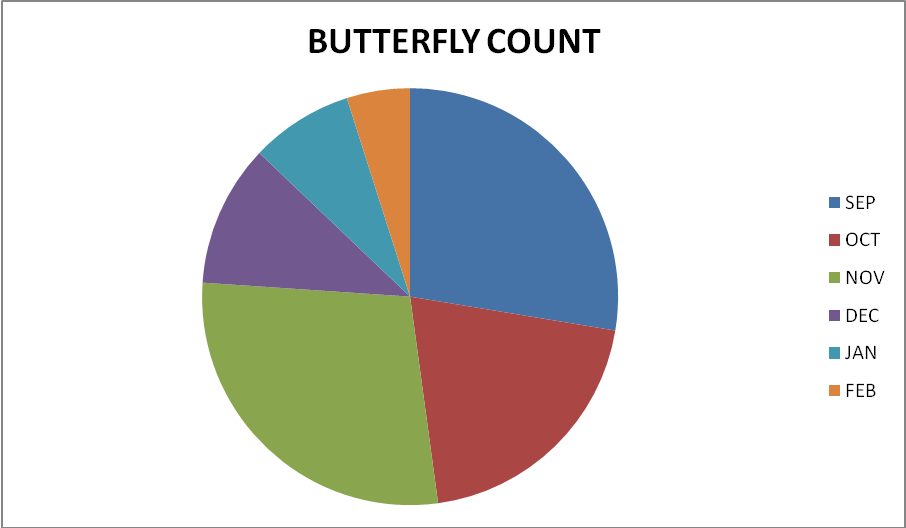 BUTTERFLY COUNT
SEP
OCT
NOV
DEC
JAN
FEB